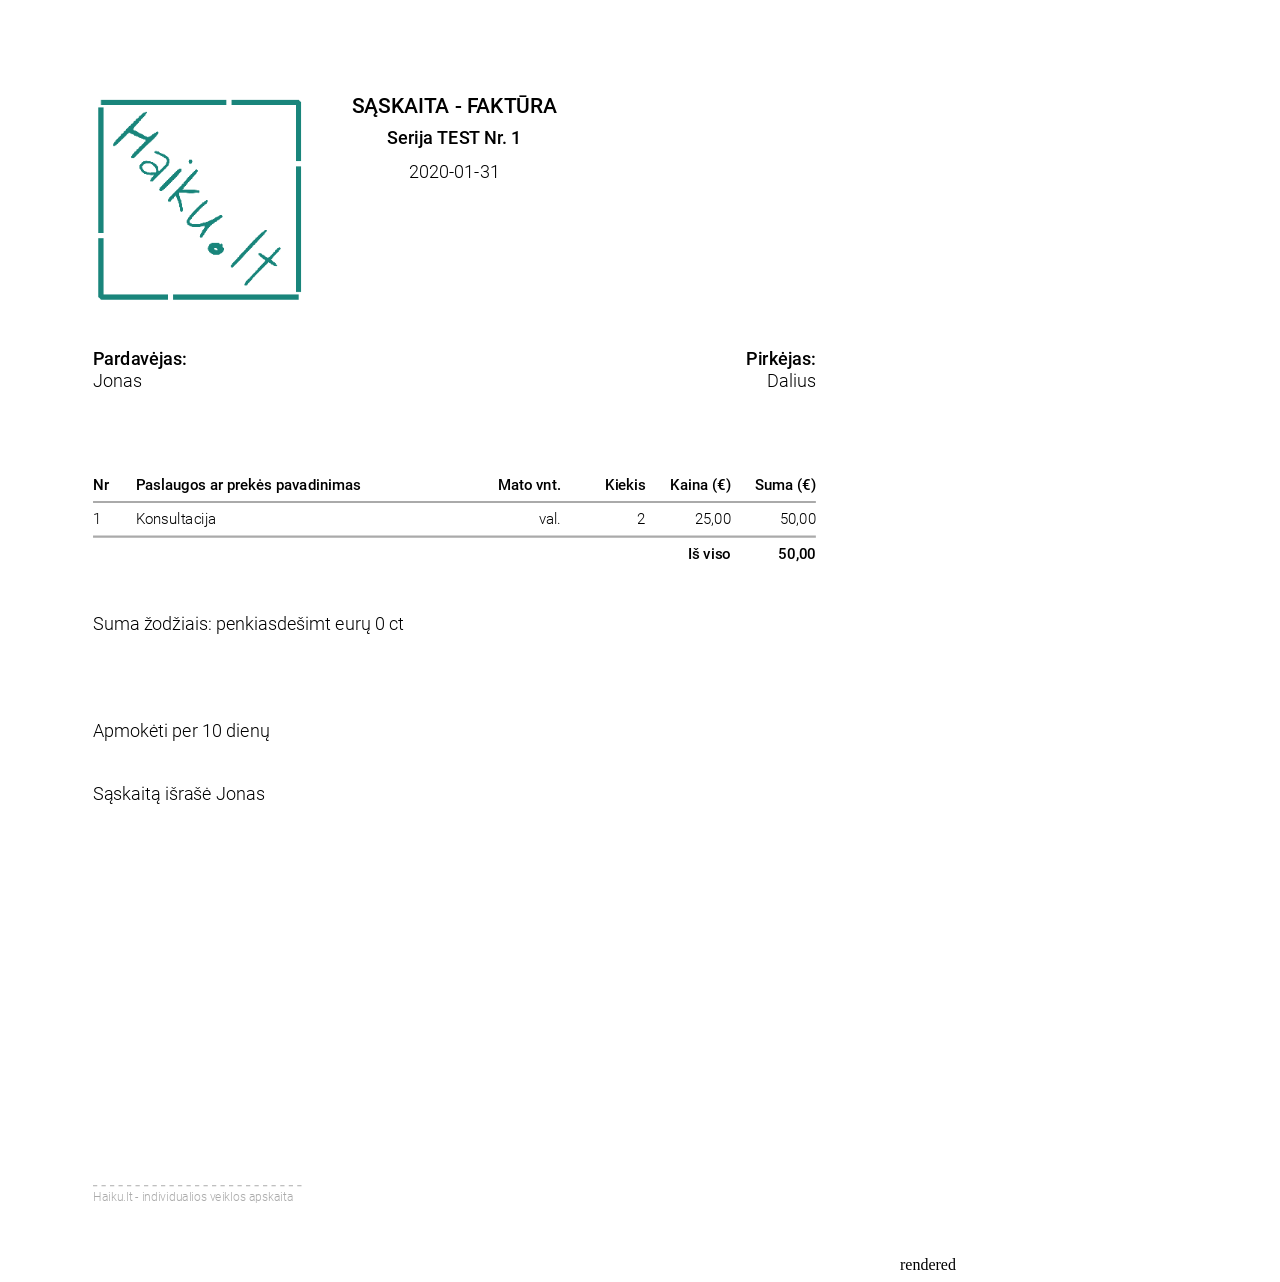 Haiku.lt
SĄSKAITA - FAKTŪRA
Serija TEST Nr. 1
2020-01-31
Pardavėjas:
Jonas
Pirkėjas:
Dalius
Nr Paslaugos ar prekės pavadinimas Mato vnt. Kiekis Kaina (€) Suma (€)
1 Konsultacija val. 2 25,00 50,00
Iš viso 50,00
Suma žodžiais: penkiasdešimt eurų 0 ct
Apmokėti per 10 dienų
Sąskaitą išrašė Jonas
Haiku.lt - individualios veiklos apskaita
rendered